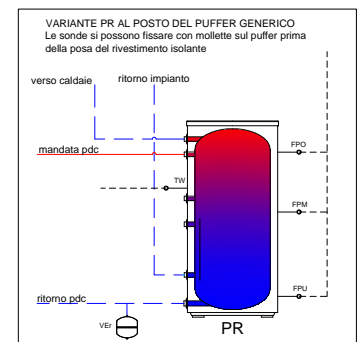 VARIANTE PR AL POSTO DEL PUFFER GENERICO
Le sonde si possono fissare con mollette sul puffer prima
della posa del rivestimento isolante
verso caldaie
ritorno impianto
mandata pdc
FPO
TW
FPM
FPU
ritorno pdc
VEr
PR